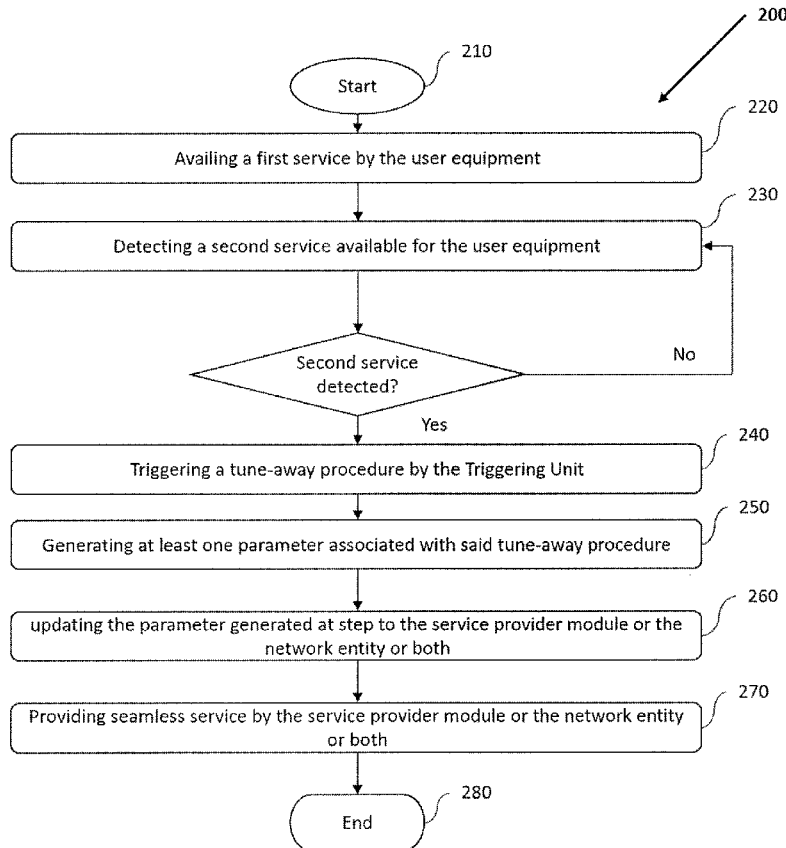 200
210
Start
220
Availing a first service by the user equipment
230
Detecting a second service available for the user equipment
Second service
detected?
No
Yes
240
Triggering a tune-away procedure by the Triggering Unit
250
Generating at least one parameter associated with said tune-away procedure
260
updating the parameter generated at step to the service provider module or the
network entity or both
270
Providing seamless service by the service provider module or the network entity
or both
280
End